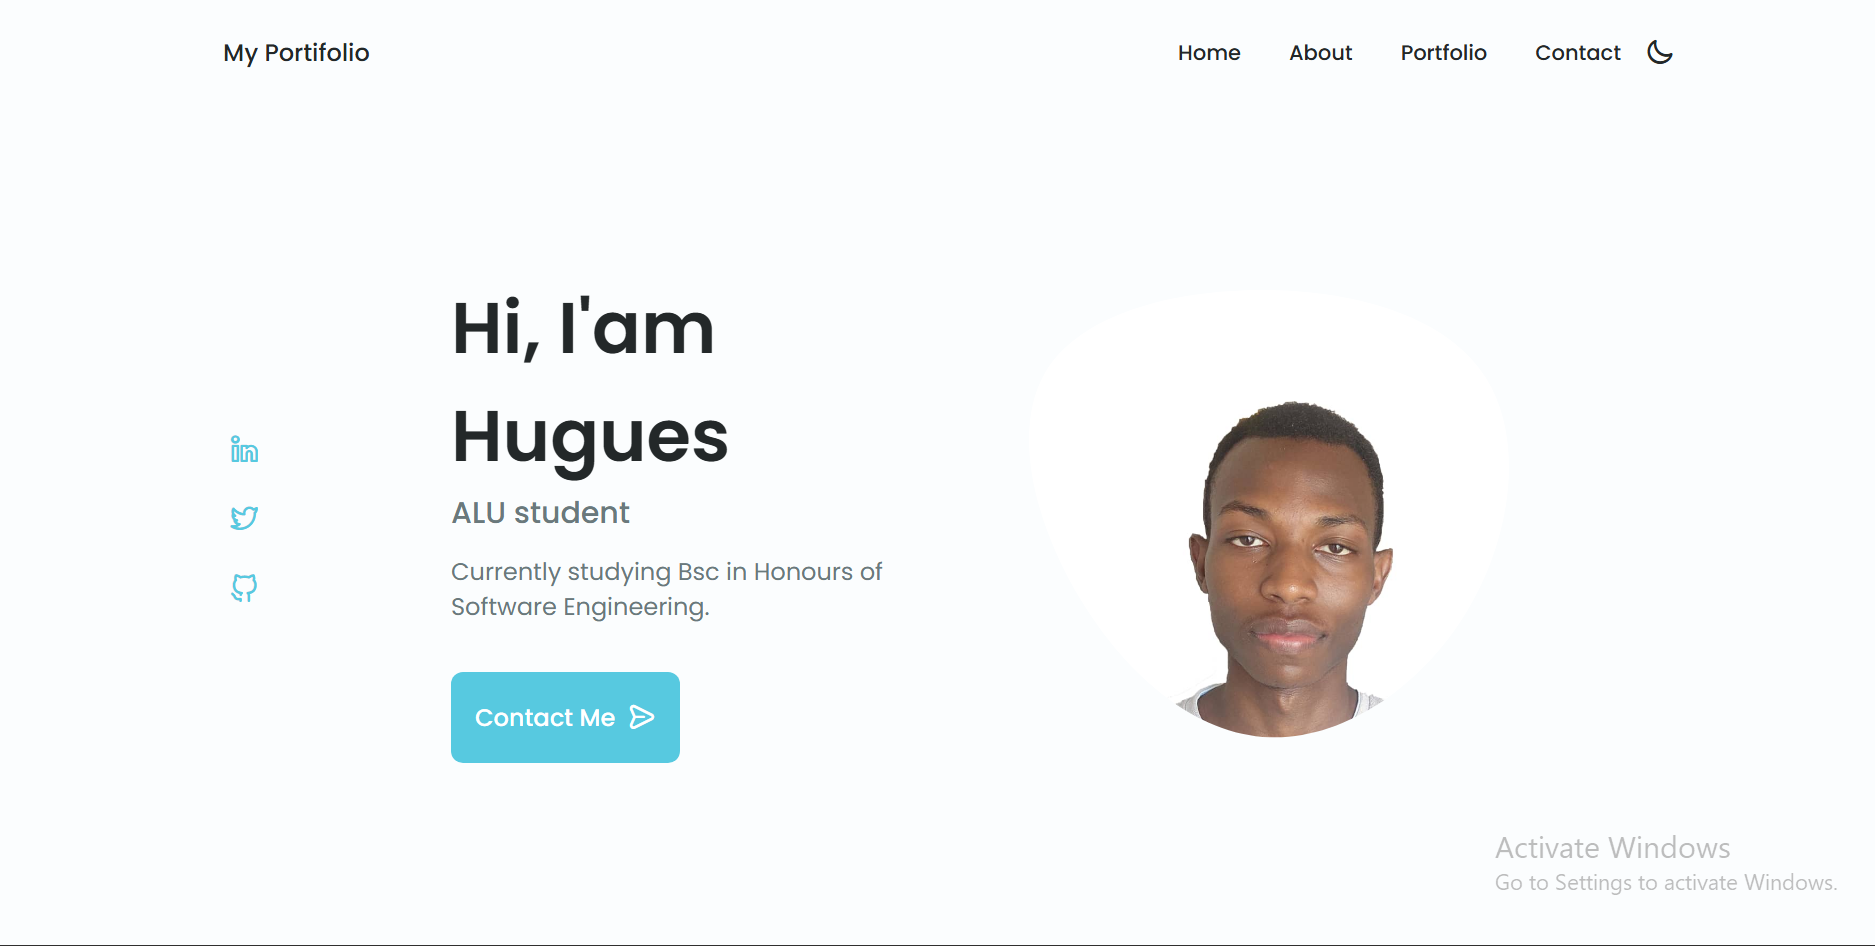 My Portifolio
Home About Portfolio Contact
Hi, I'am
Hugues
ALU student
Currently studying Bsc in Honours of
Software Engineering.
Contact Me
Activate Windows
Go to Settings to activate Windows.